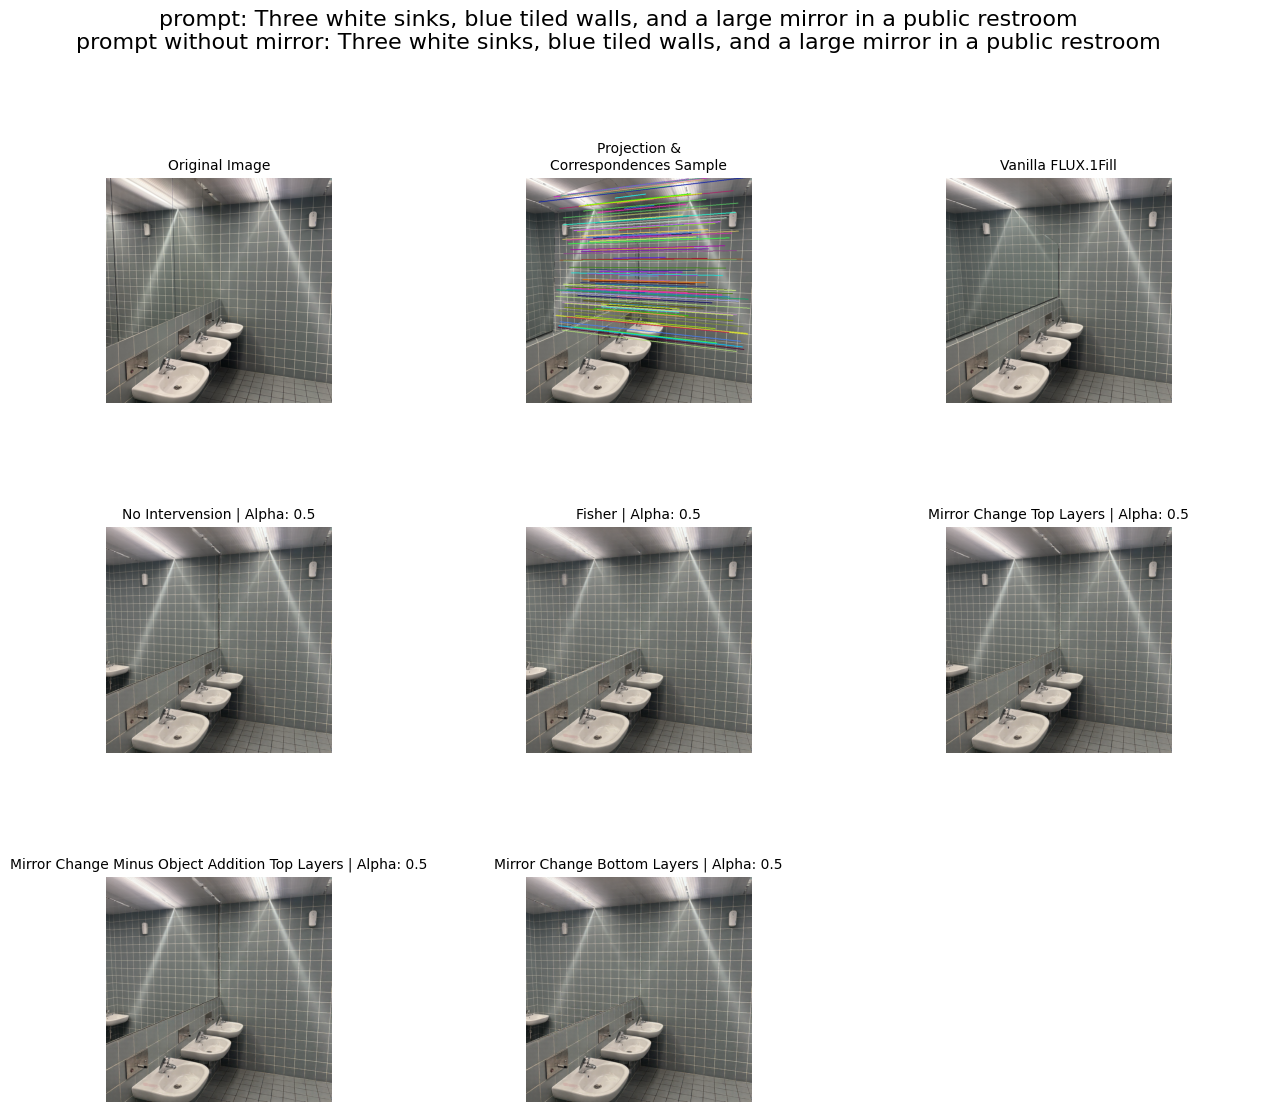 prompt: Three white sinks, blue tiled walls, and a large mirror in a public restroom
prompt without mirror: Three white sinks, blue tiled walls, and a large mirror in a public restroom
Original Image
Projection &
Correspondences Sample
Vanilla FLUX.1Fill
No Intervension | Alpha: 0.5
Fisher | Alpha: 0.5
Mirror Change Top Layers | Alpha: 0.5
Mirror Change Minus Object Addition Top Layers | Alpha: 0.5
Mirror Change Bottom Layers | Alpha: 0.5